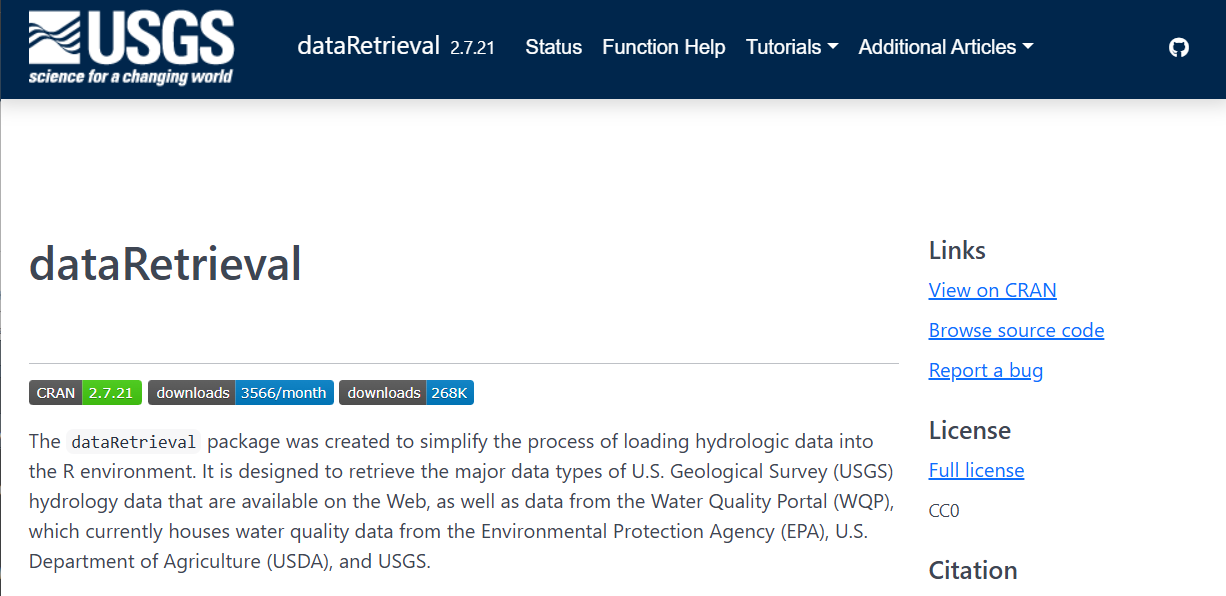 USGS
science for a changing world
dataRetrieval 2.7.21 Status Function Help Tutorials Additional Articles
dataRetrieval
CRAN 2.7.21 downloads 3566/month downloads 268K
The dataRetrieval package was created to simplify the process of loading hydrologic data into
the R environment. It is designed to retrieve the major data types of U.S. Geological Survey (USGS)
hydrology data that are available on the Web, as well as data from the Water Quality Portal (WQP),
which currently houses water quality data from the Environmental Protection Agency (EPA), U.S.
Department of Agriculture (USDA), and USGS.
Links
View on CRAN
Browse source code
Report a bug
License
Full license
CC0
Citation